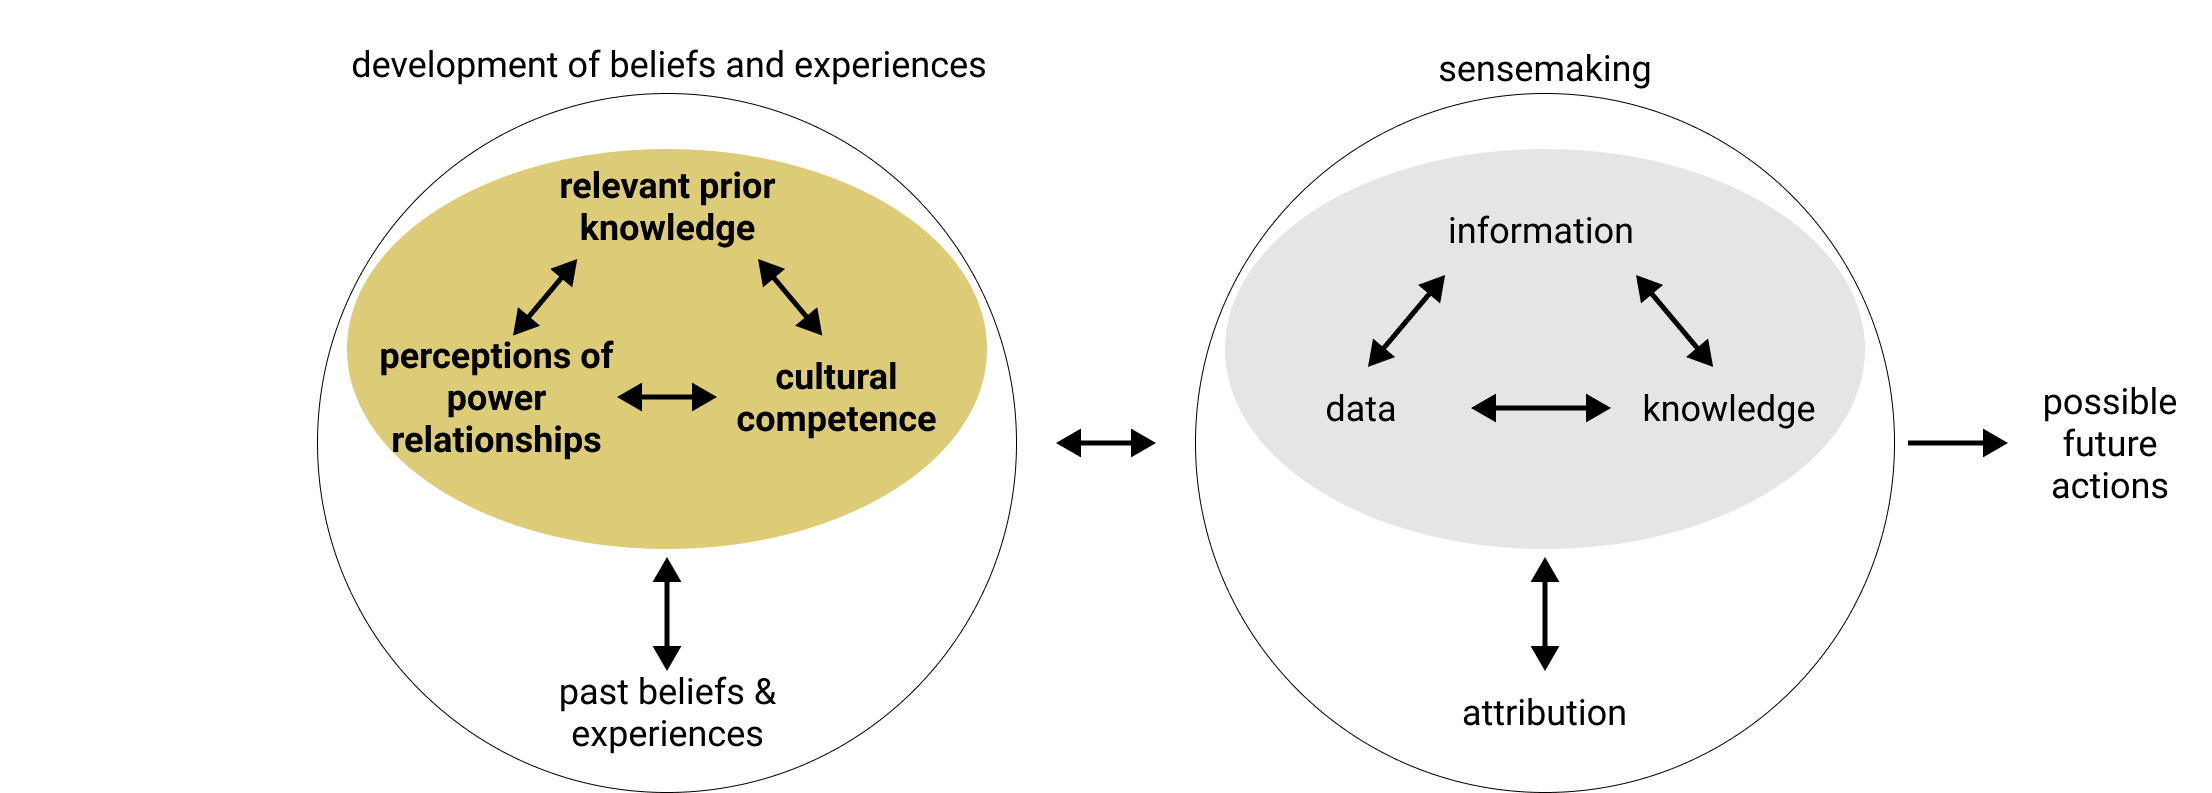 development of beliefs and experiences
relevant prior
knowledge
perceptions of
power
relationships
cultural
competence
past beliefs &
experiences
sensemaking
information
data
knowledge
attribution
possible
future
actions